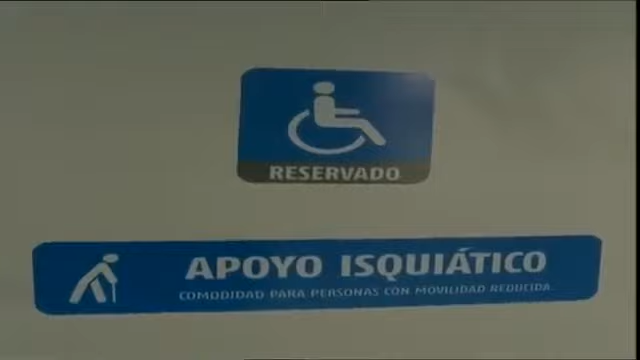 RESERVADO
APOYO ISQUIÁTICO
COMODIDAD PARA PERSONAS CON MOVILIDAD REDUCIDA